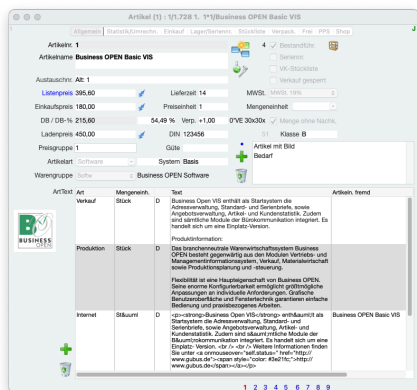 Artikel (1) : 1/1.728 1. 1*1/Business OPEN Basic VIS
Allgemein Statistik/Umrechn. Einkauf Lager/Seriennr. Stückliste Verpack. Frei PPS Shop
Artikelnr. 1
4 Bestandführ.
Artikelname Business OPEN Basic VIS
Seriennr.
VK-Stückliste
Austauschnr. Alt: 1
Verkauf gesperrt
Listenpreis 395,60
Lieferzeit 14
MWSt. MWSt. 19%
Einkaufspreis 180,00
Preiseinheit 1
Mengeneinheit
DB / DB-% 215,60
54,49 %
Verp. +1,00
0*VE 30x30x
Menge ohne Nachk.
Ladenpreis 450,00
DIN 123456
51
Klasse B
Preisgruppe 1
Güte
Artikel mit Bild
Bedarf
Artikelart Software
System Basis
Warengruppe Softw
Business OPEN Software
ArtText
Art Mengeneinh. Text Artikeln. fremd
Verkauf Stück D Business Open VIS enthält als Startsystem die
Adressverwaltung, Standard- und Serienbriefe, sowie
Angebotsverwaltung, Artikel- und Kundenstatistik. Zudem
sind sämtliche Module der Bürokommunikation integriert. Es
handelt sich um eine Einplatz-Version.
Produktinformation:
BUSINESS
OPEN
Produktion Stück D Das branchenneutrale Warenwirtschaftsystem Business
OPEN besteht gegenwärtig aus den Modulen Vertriebs- und
Managementinformationssystem, Verkauf, Materialwirtschaft
sowie Produktionsplanung und -steuerung.
Flexibilität ist eine Haupteigenschaft von Business OPEN.
Seine enorme Konfigurierbarkeit ermöglicht größtmögliche
Anpassungen an individuelle Anforderungen. Grafische
Benutzeroberfläche und Fenstertechnik garantieren einfache
Bedienung und praxisbezogenes Arbeiten.
Internet St&uuml D <p><strong>Business Open VIS</strong> enth&auml;t als
Startsystem die Adressverwaltung, Standard- und
Serienbriefe, sowie Angebotsverwaltung, Artikel- und
Kundenstatistik. Zudem sind s&auml;mtliche Module der
B&uuml;rokommunikation integriert. Es handelt sich um eine
Einplatz- Version. <br /> <br /> Weitere Informationen finden
Sie unter <a onmouseover="self.status=" href="http://
www.gubus.de"><span style="color: #3e21fc;">http://
www.gubus.de</span></a></p>
Business OPEN Basic VIS
1 2 3 4 5 6 7 8 9